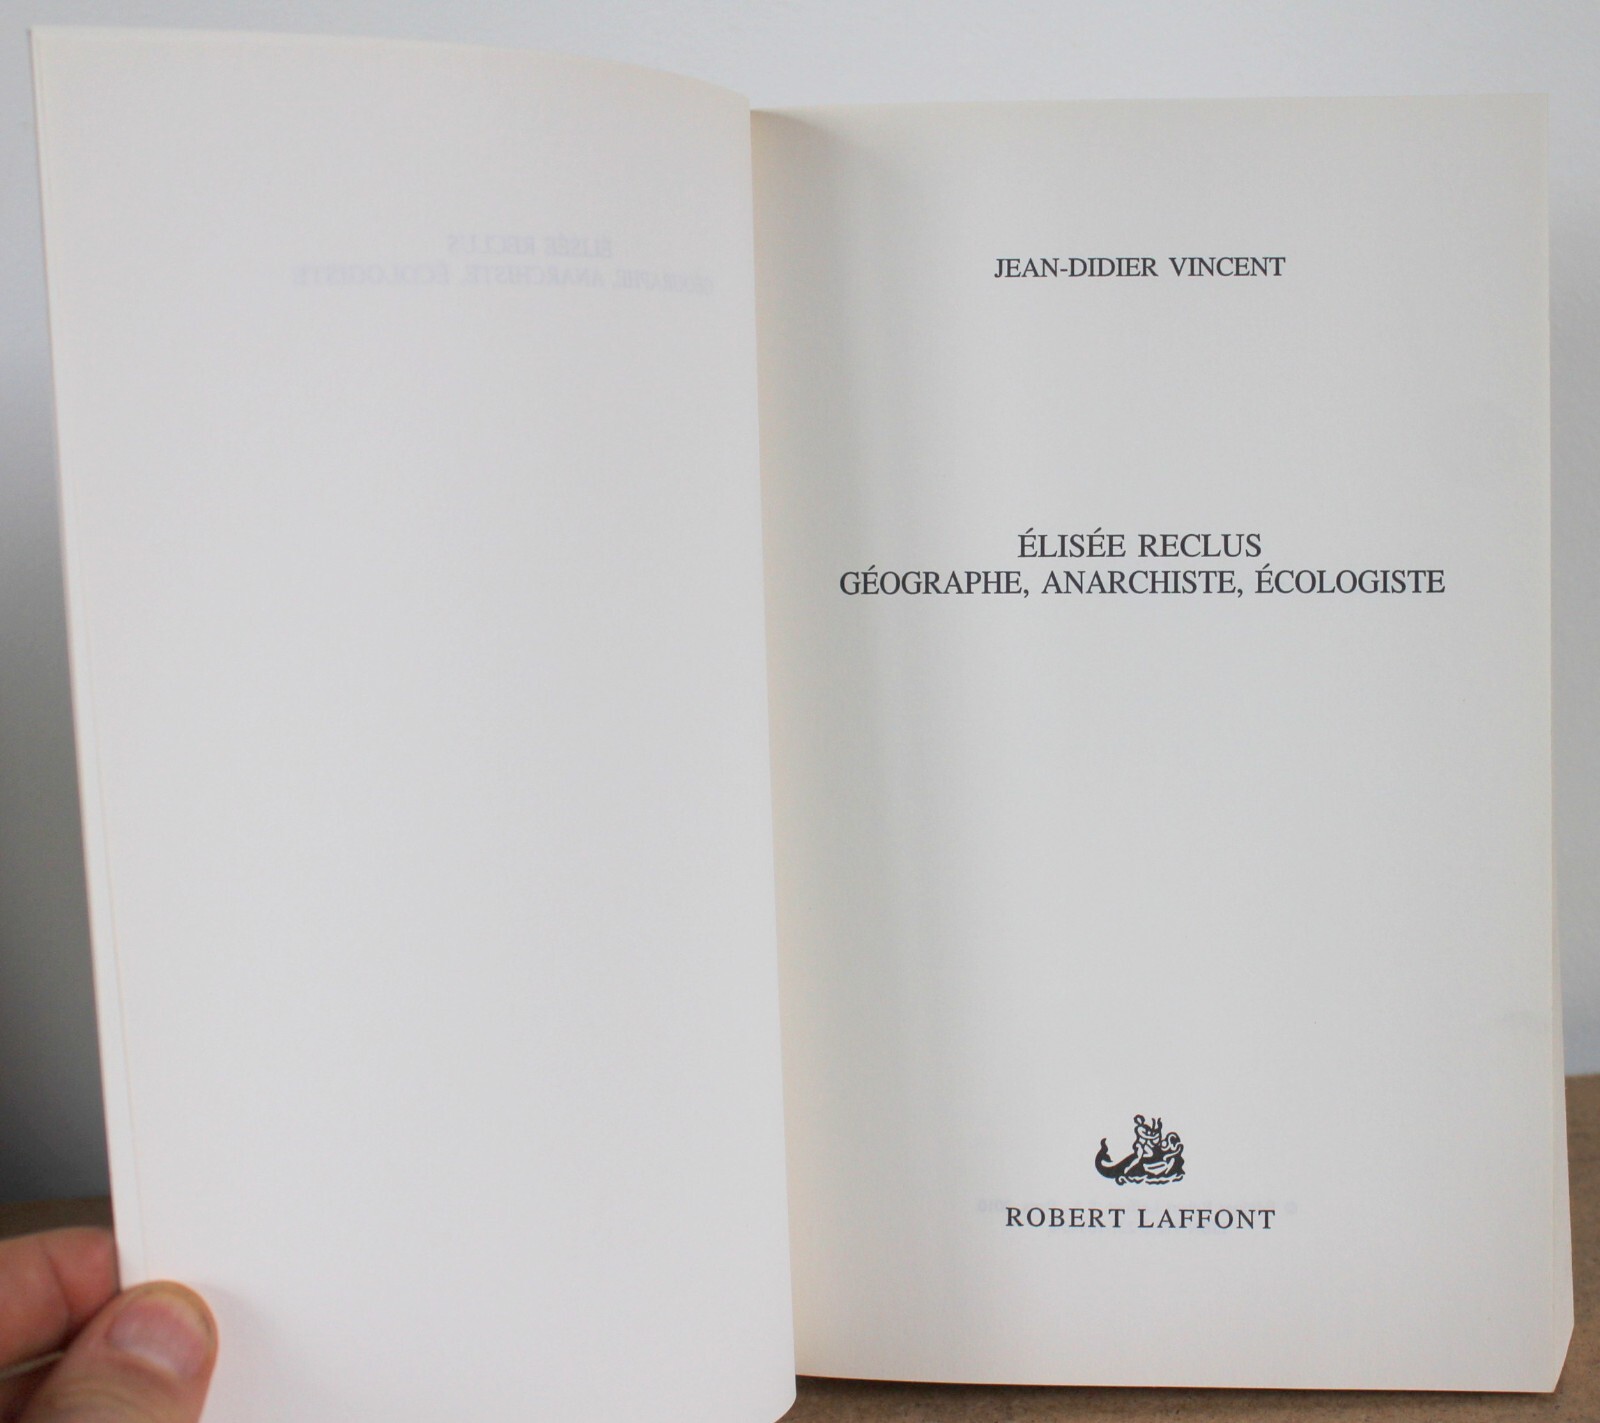 JEAN-DIDIER VINCENT
ÉLISÉE RECLUS
GÉOGRAPHE, ANARCHISTE, ÉCOLOGISTE
ROBERT LAFFONT